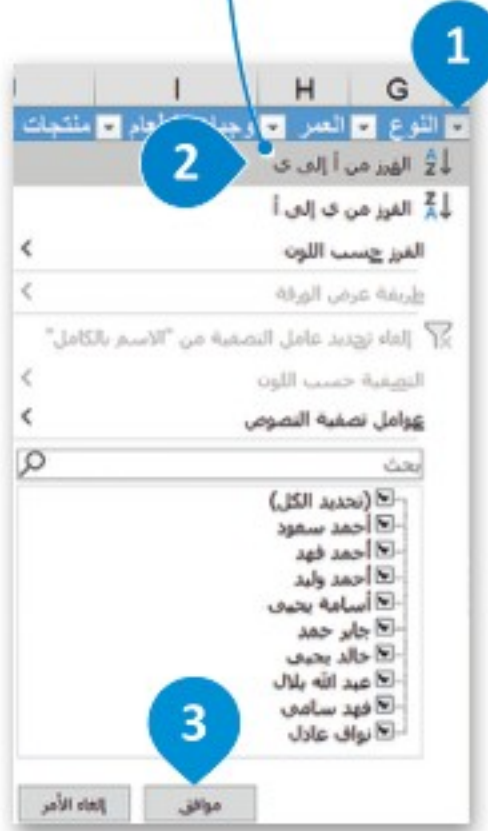 1
G H I
النوع العمر وجبات الطعام منتجات
2
الفرز من أ إلى ي
الفرز من ي إلى أ
الفرز حسب اللون
طريقة عرض الورقة
إلغاء تحديد عامل التصفية من "الاسم بالكامل"
التصفية حسب اللون
عوامل تصفية النصوص
بحث
(تحديد الكل)
أحمد سعود
أحمد فهد
أحمد وليد
أسامة يحيى
جابر حمد
خالد يحيى
عبد الله بلال
فهد سامي
نواف عادل
3
موافق إلغاء الأمر